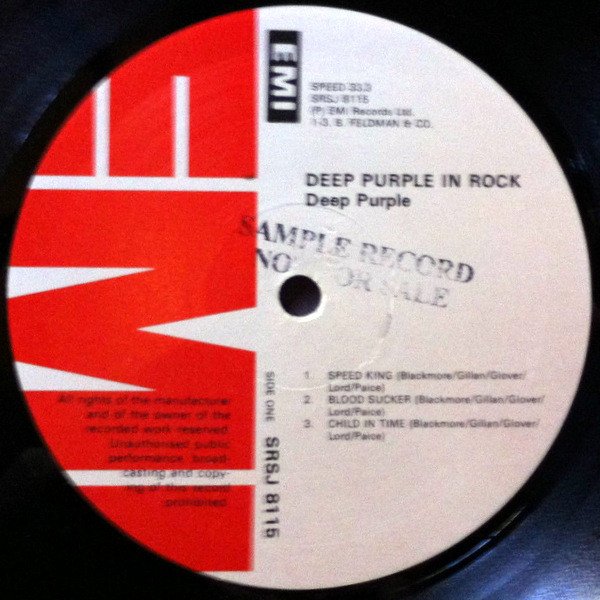 EMI
EMI
SPEED 33.3
SRSJ 8115
(P) EMI Records Ltd.
1-3. B. FELDMAN & CO.
DEEP PURPLE IN ROCK
Deep Purple
SAMPLE RECORD
NOT FOR SALE
1. SPEED KING (Blackmore/Gillan/Glover/
Lord/Paice)
2. BLOOD SUCKER (Blackmore/Gillan/Glover/
Lord/Paice)
3. CHILD IN TIME (Blackmore/Gillan/Glover/
Lord/Paice)
SIDE ONE SRSJ 8115
All rights of the manufacturer
and of the owner of the
recorded work reserved.
Unauthorised public
performance broad-
casting and copy-
ing of this record
prohibited.